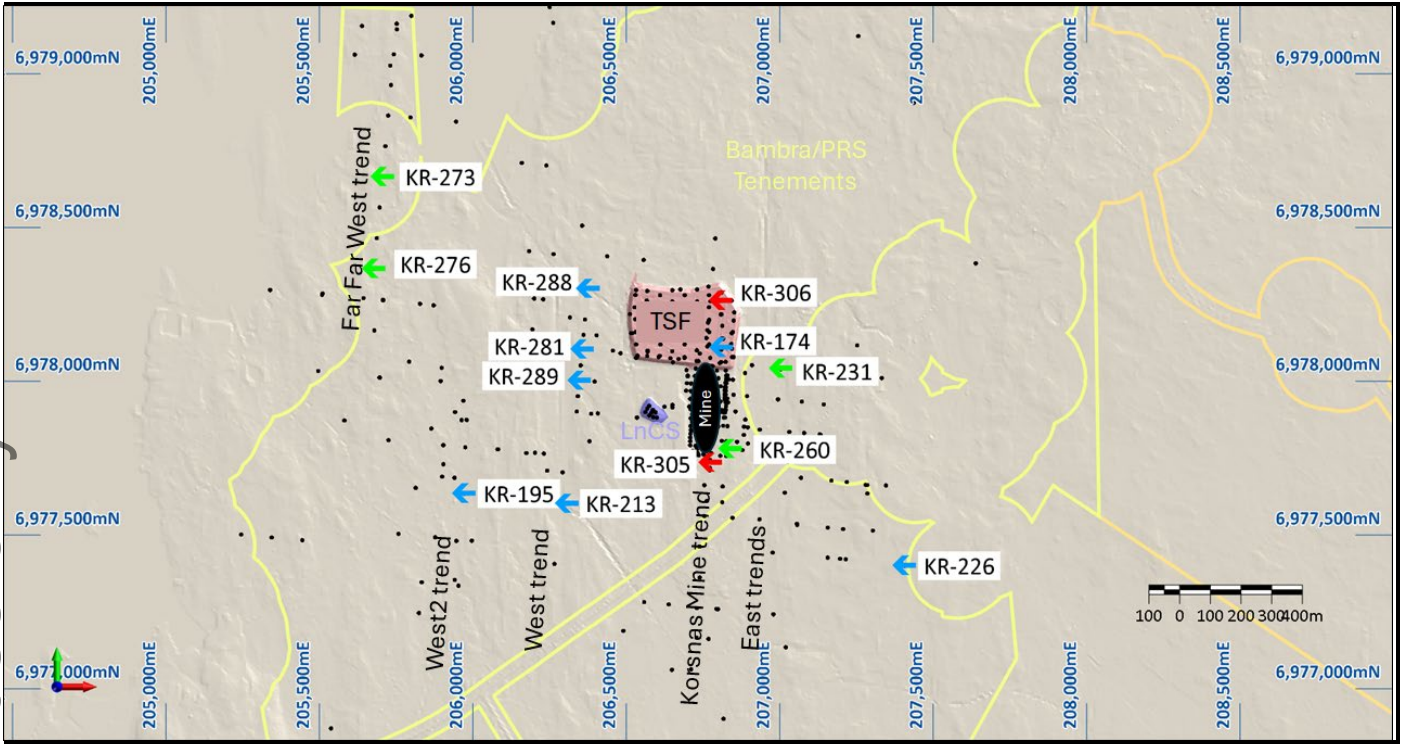 205,000mE
205,500mE
206,000mE
206,500mE
207,000mE
207,500mE
208,000mE
208,500mE
6,979,000mN
6,979,000mN
Bambra/PRS
Tenements
Far Far West trend
KR-273
6,978,500mN
6,978,500mN
KR-276
KR-288
KR-306
TSF
KR-174
KR-281
6,978,000mN
6,978,000mN
KR-231
KR-289
Mine
LnCS
KR-260
KR-305
KR-195
KR-213
6,977,500mN
6,977,500mN
West2 trend
West trend
Korsnas Mine trend
East trends
KR-226
100 0 100 200 300 400m
6,977,000mN
6,977,000mN
205,000mE
205,500mE
206,000mE
206,500mE
207,000mE
207,500mE
208,000mE
208,500mE